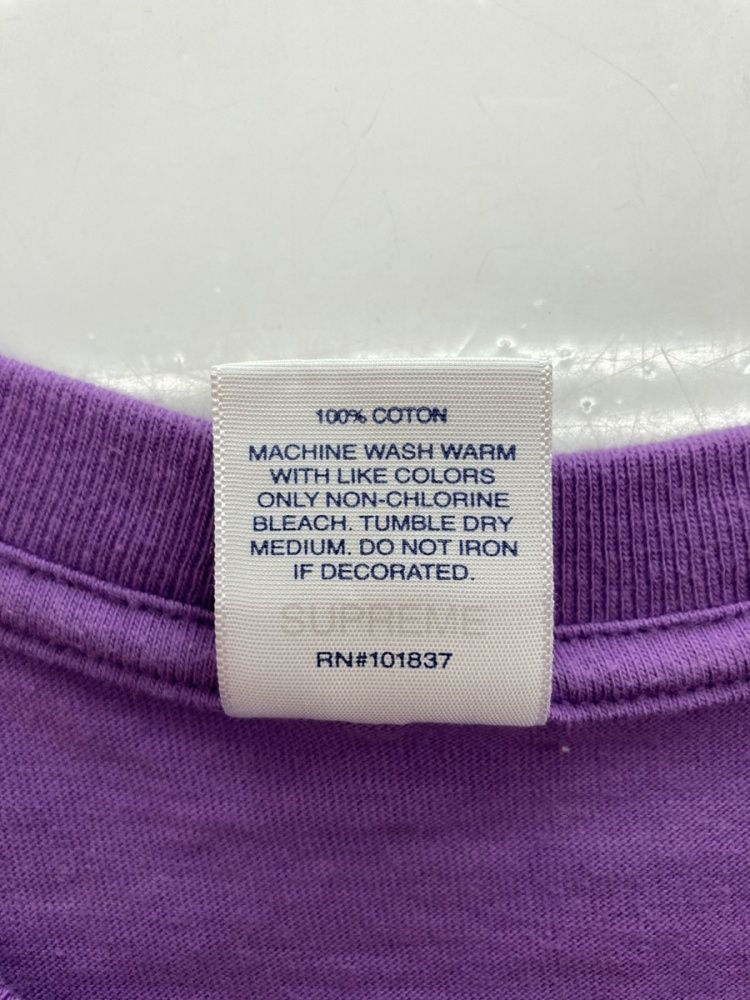 100% COTON
MACHINE WASH WARM
WITH LIKE COLORS
ONLY NON-CHLORINE
BLEACH. TUMBLE DRY
MEDIUM. DO NOT IRON
IF DECORATED.
SUPREME
RN#101837